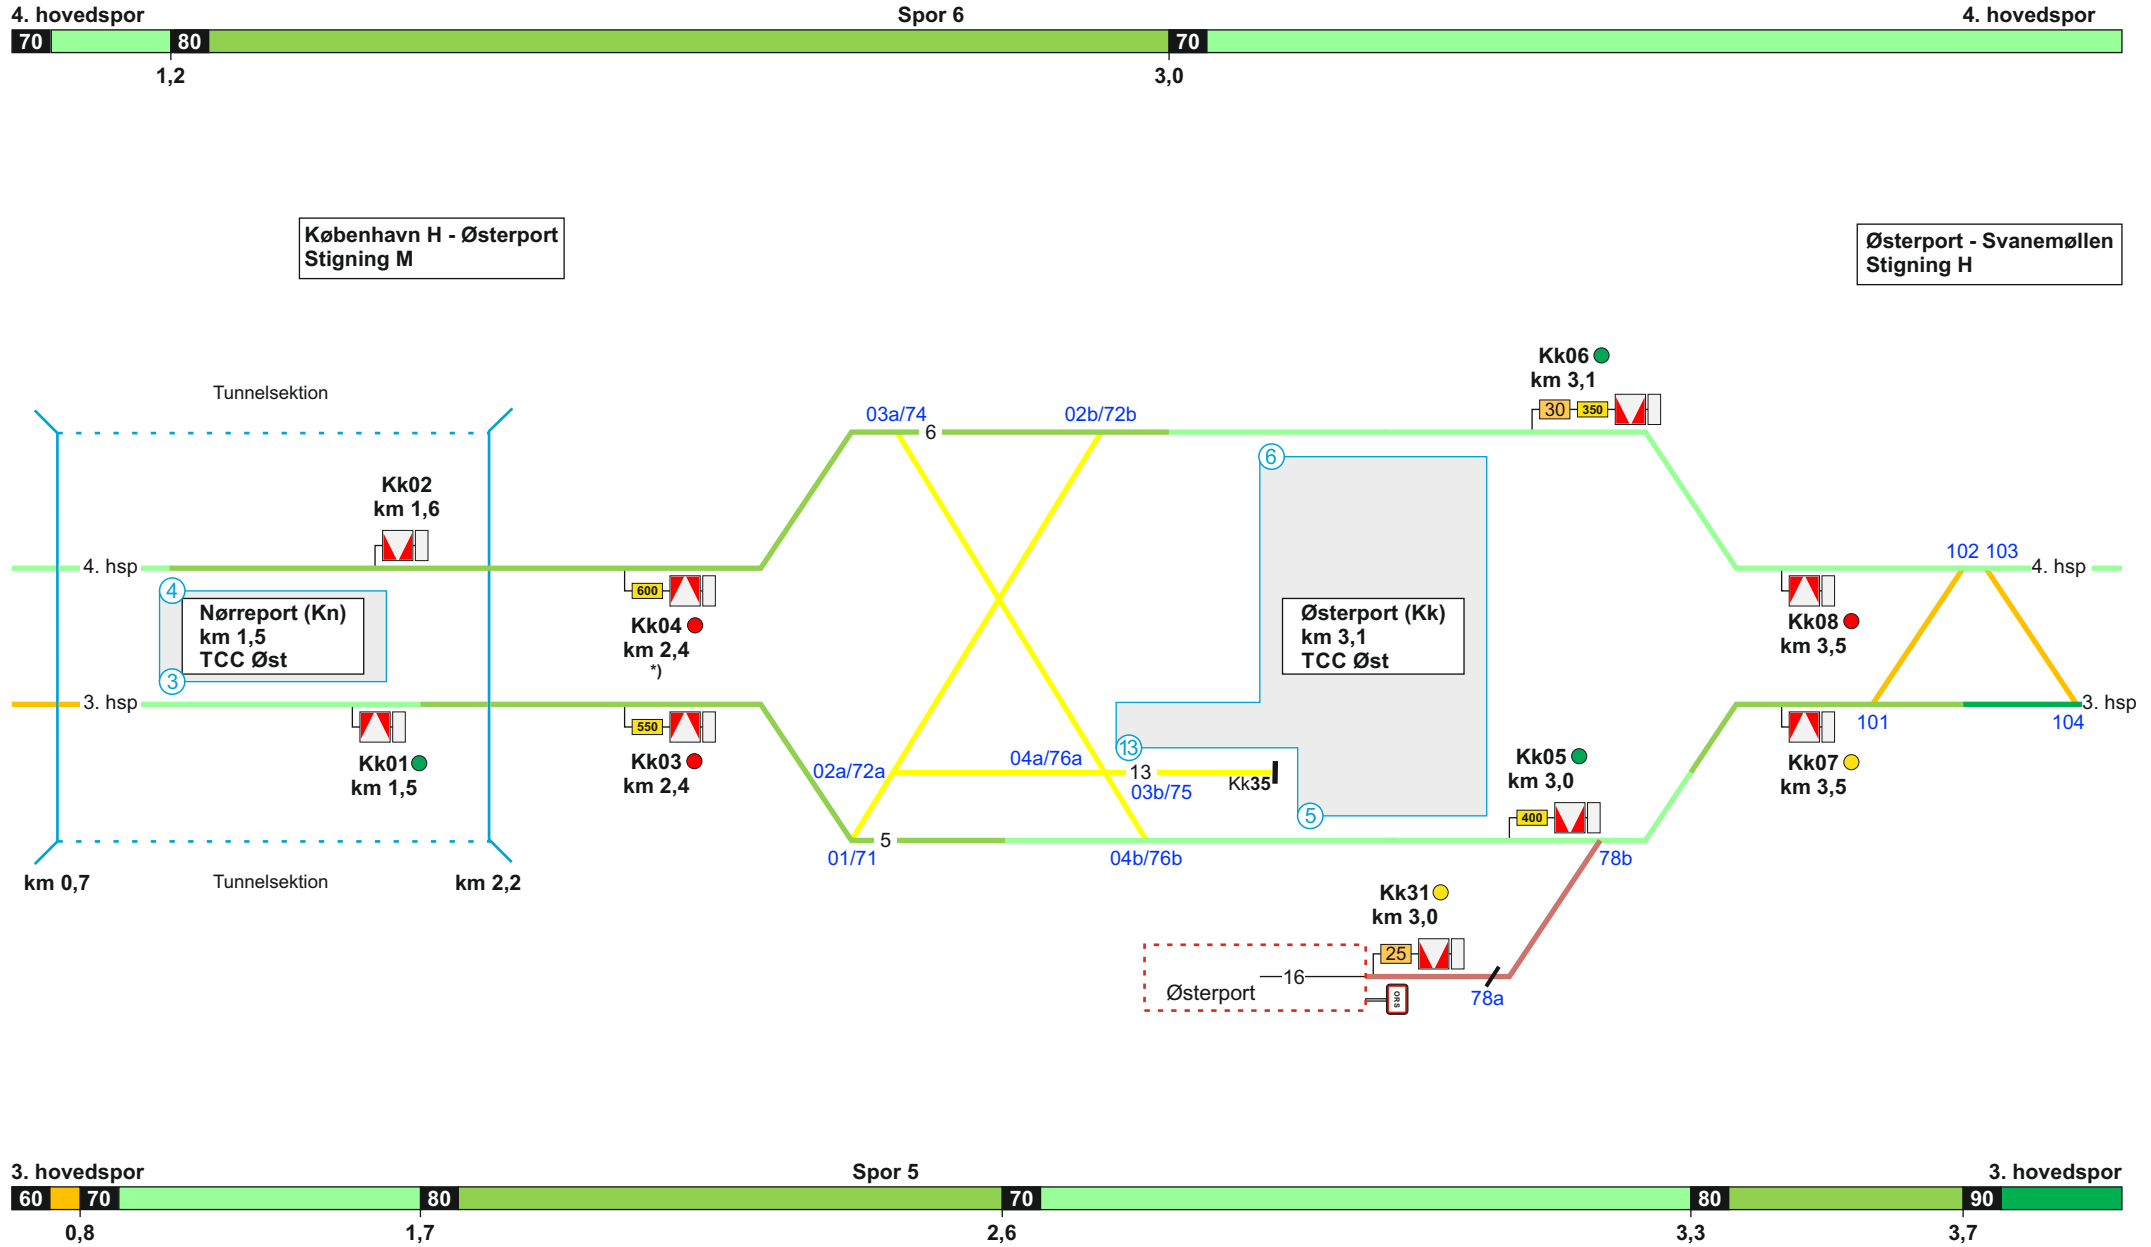 4. hovedspor
Spor 6
4. hovedspor
70
80
70
1,2
3,0
København H - Østerport
Stigning M
Østerport - Svanemøllen
Stigning H
Kk06
km 3,1
30
350
Tunnelsektion
03a/74
02b/72b
6
6
Kk02
km 1,6
4. hsp
102
103
4. hsp
4
Nørreport (Kn)
km 1,5
TCC Øst
3
600
Kk04
km 2,4
*)
Østerport (Kk)
km 3,1
TCC Øst
Kk08
km 3,5
3. hsp
3. hsp
550
Kk01
km 1,5
Kk03
km 2,4
101
104
13
02a/72a
04a/76a
13
03b/75
Kk35
Kk05
km 3,0
Kk07
km 3,5
400
5
5
01/71
04b/76b
78b
km 0,7
Tunnelsektion
km 2,2
Kk31
km 3,0
25
16
Østerport
ORS
78a
3. hovedspor
Spor 5
3. hovedspor
60
70
80
70
80
90
0,8
1,7
2,6
3,3
3,7